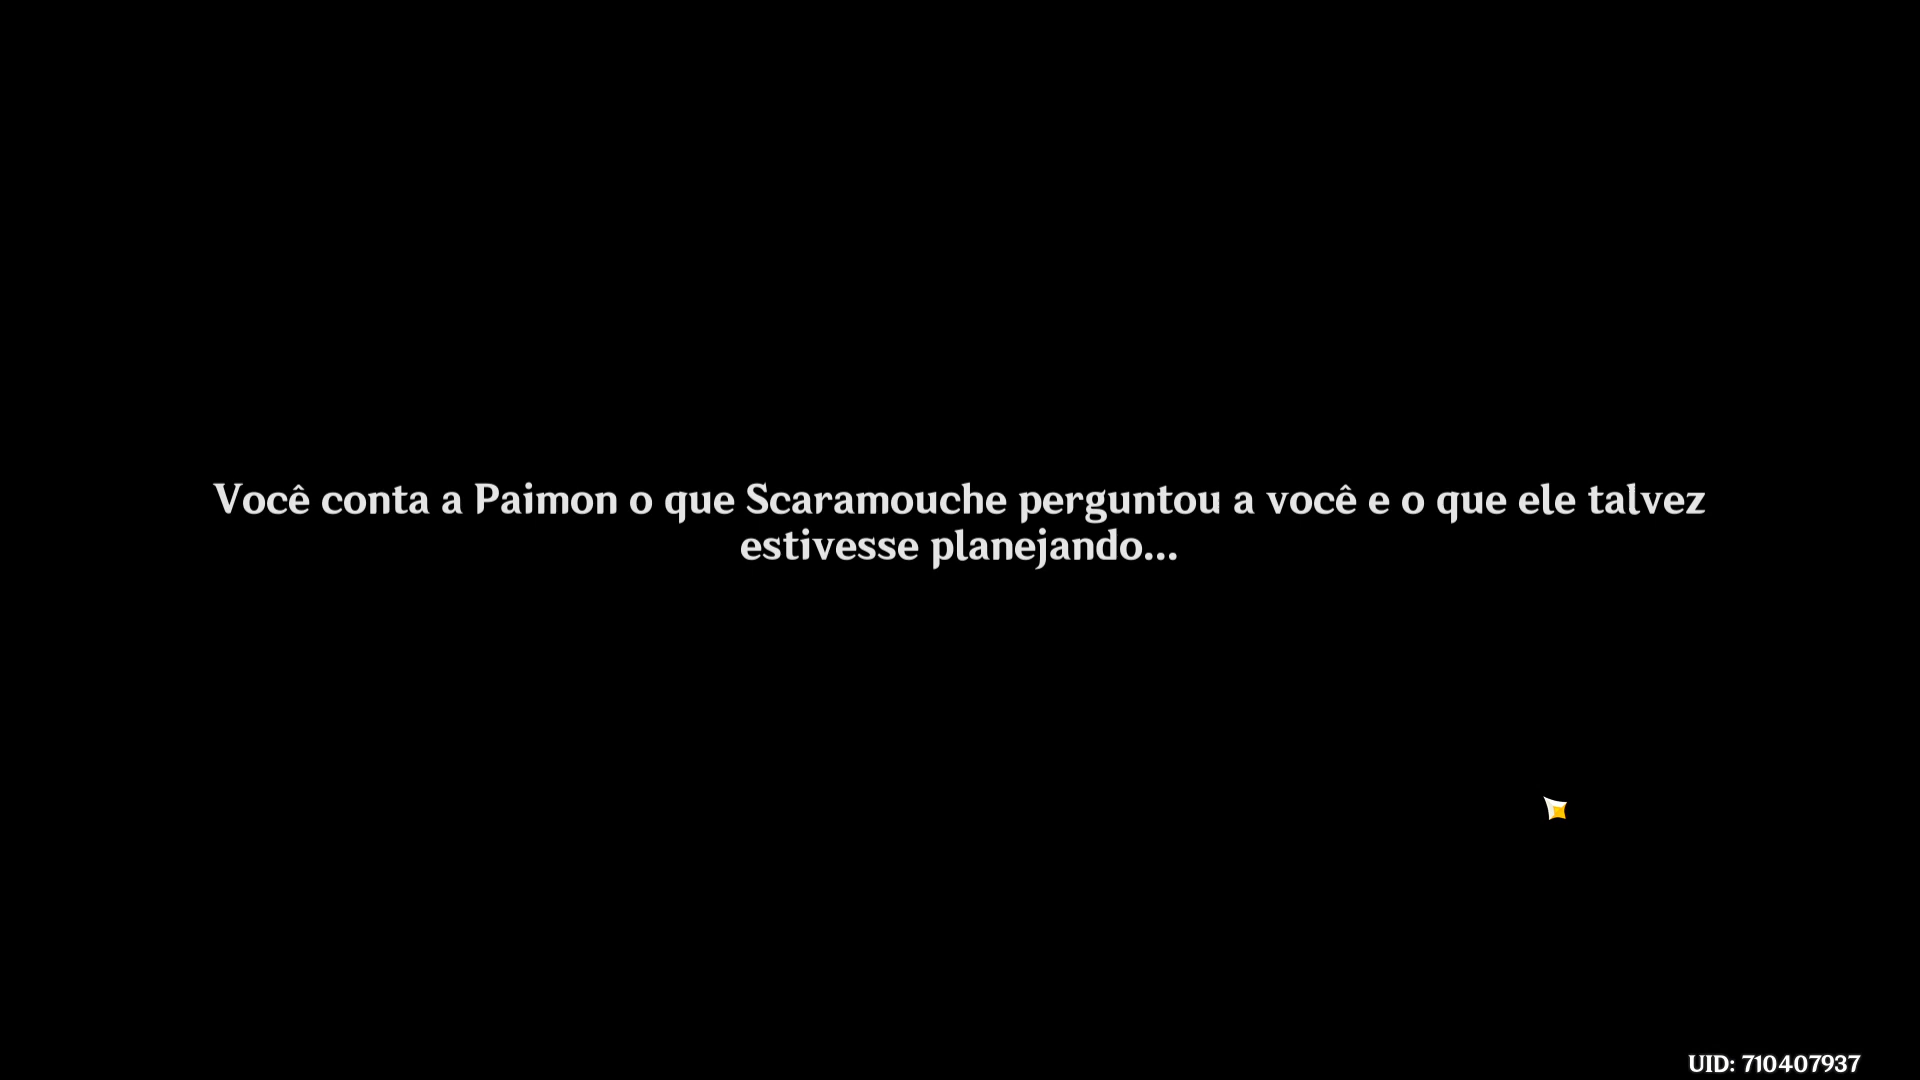 Você conta a Paimon o que Scaramouche perguntou a você e o que ele talvez
estivesse planejando...
UID: 710407937